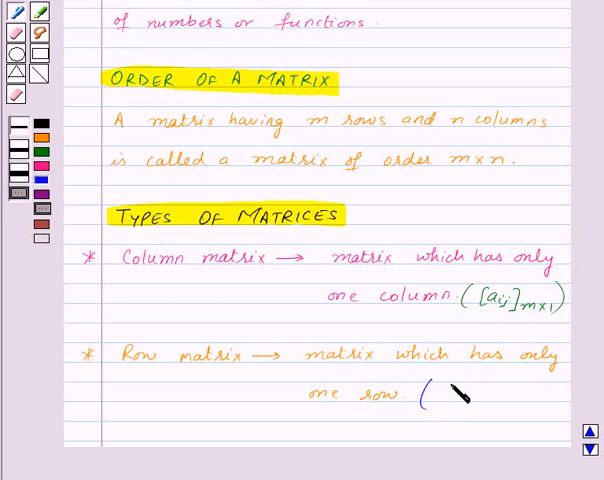 of numbers or functions.
ORDER OF A MATRIX
A matrix having m rows and n columns
is called a matrix of order m×n.
TYPES OF MATRICES
* Column matrix → matrix which has only
one column. ([aij]m×1)
* Row matrix → matrix which has only
one row. (